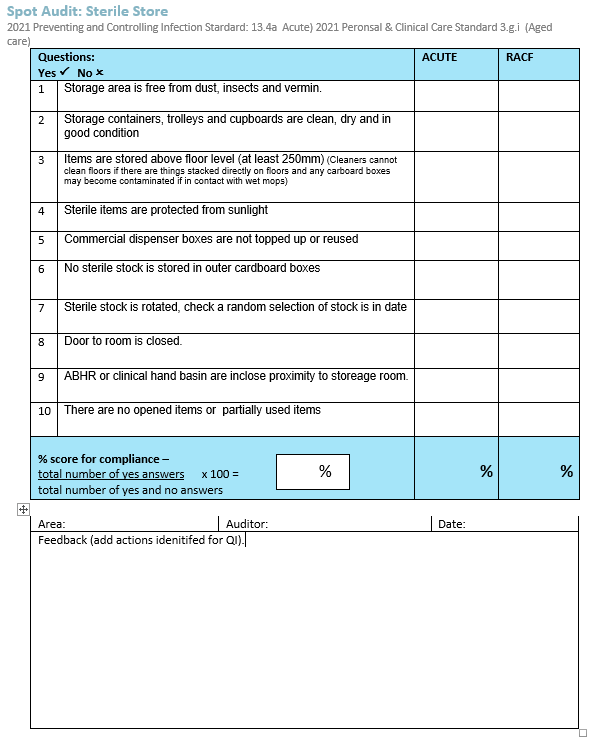 Spot Audit: Sterile Store
2021 Preventing and Controlling Infection Stardard: 13.4a  Acute) 2021 Peronsal & Clinical Care Standard 3.g.i  (Aged
care)
Questions:
Yes ✓  No ×
ACUTE
RACF
1 Storage area is free from dust, insects and vermin.
2 Storage containers, trolleys and cupboards are clean, dry and in
good condition
3 Items are stored above floor level (at least 250mm) (Cleaners cannot
clean floors if there are things stacked directly on floors and any carboard boxes
may become contaminated if in contact with wet mops)
4 Sterile items are protected from sunlight
5 Commercial dispenser boxes are not topped up or reused
6 No sterile stock is stored in outer cardboard boxes
7 Sterile stock is rotated, check a random selection of stock is in date
8 Door to room is closed.
9 ABHR or clinical hand basin are inclose proximity to storeage room.
10 There are no opened items or  partially used items
% score for compliance –
total number of yes answers   x 100 =
total number of yes and no answers
%
%
%
Area:
Auditor:
Date:
Feedback (add actions idenitifed for QI).